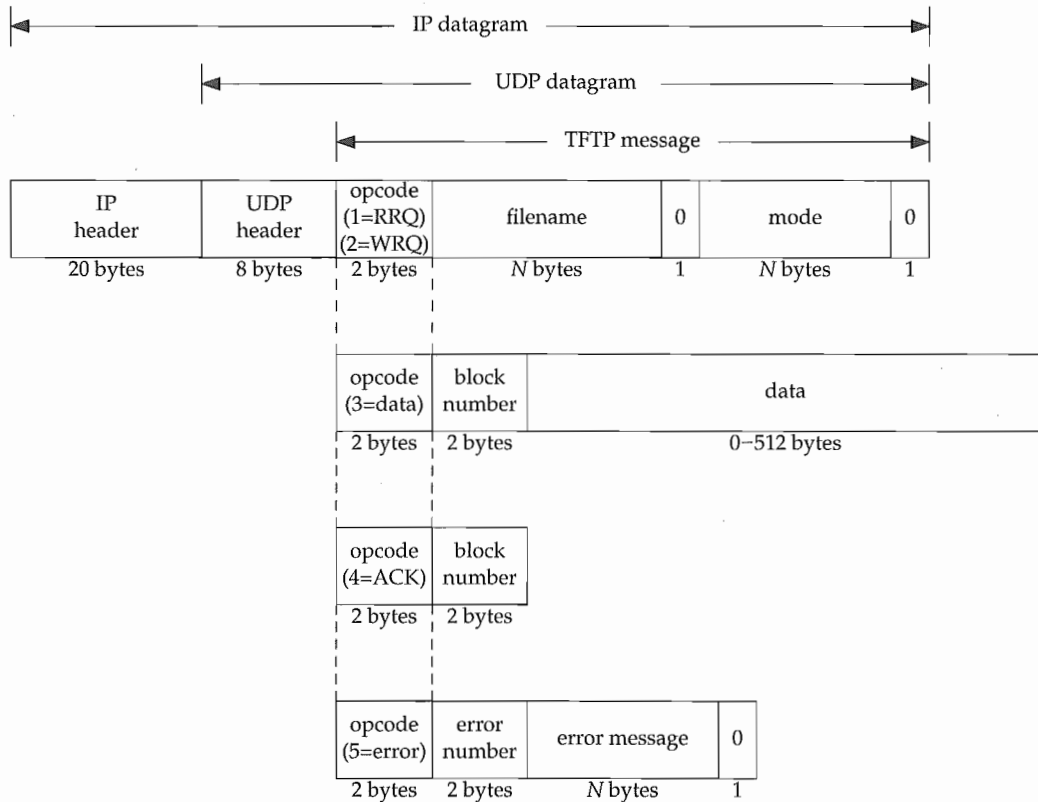 IP datagram
UDP datagram
TFTP message
IP header
UDP header
opcode (1=RRQ) (2=WRQ)
filename
0
mode
0
20 bytes
8 bytes
2 bytes
N bytes
1
N bytes
1
opcode (3=data)
block number
data
2 bytes
2 bytes
0–512 bytes
opcode (4=ACK)
block number
2 bytes
2 bytes
opcode (5=error)
error number
error message
0
2 bytes
2 bytes
N bytes
1